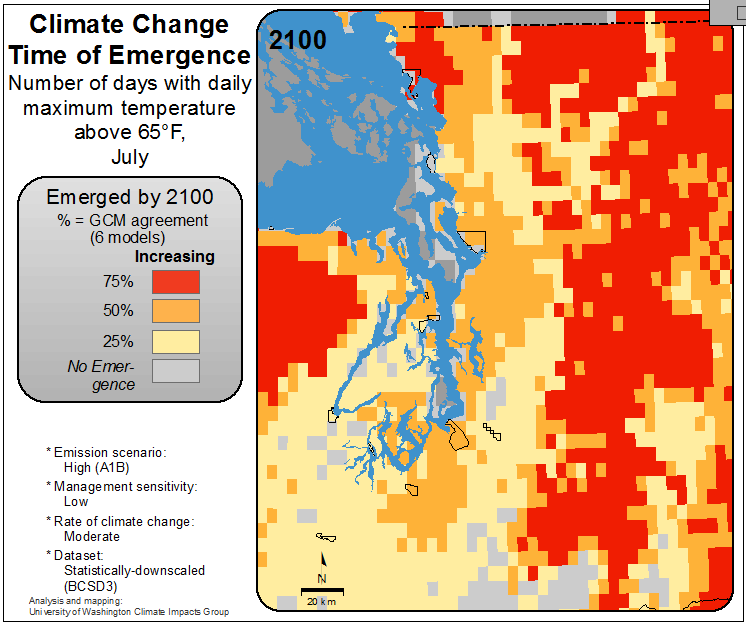 Climate Change
Time of Emergence
Number of days with daily
maximum temperature
above 65°F,
July
Emerged by 2100
% = GCM agreement
(6 models)
Increasing
75%
50%
25%
No Emer-
gence
* Emission scenario:
High (A1B)
* Management sensitivity:
Low
* Rate of climate change:
Moderate
* Dataset:
Statistically-downscaled
(BCSD3)
Analysis and mapping:
University of Washington Climate Impacts Group
2100
N
20 km